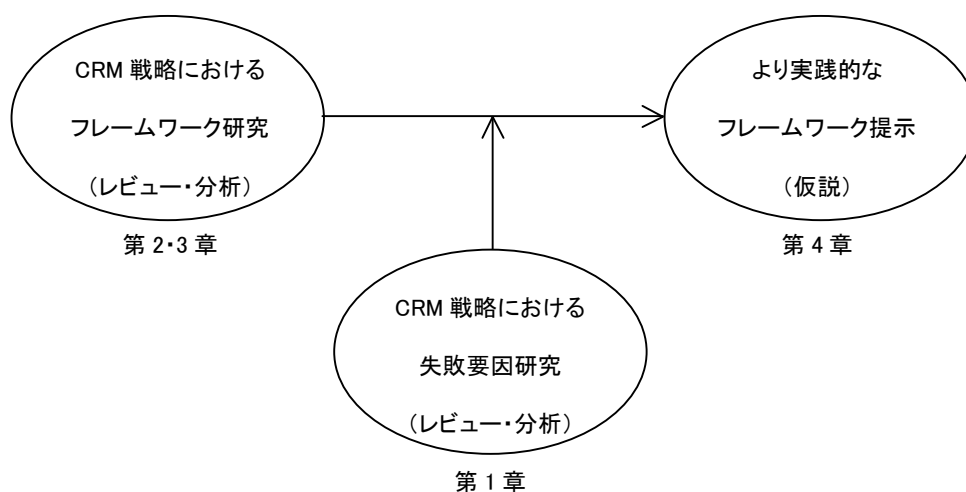 CRM 戦略における
フレームワーク研究
(レビュー・分析)
第 2・3 章
より実践的な
フレームワーク提示
(仮説)
第 4 章
CRM 戦略における
失敗要因研究
(レビュー・分析)
第 1 章